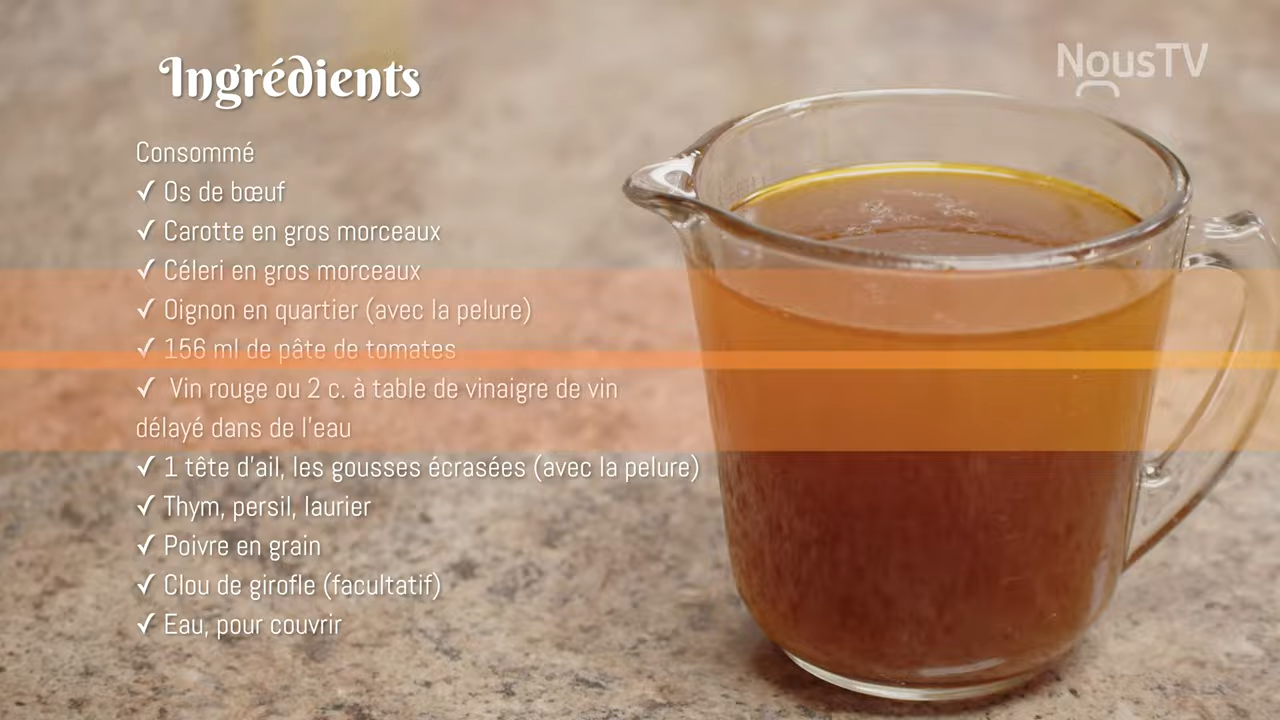 Ingrédients
NousTV
Consommé
✓ Os de bœuf
✓ Carotte en gros morceaux
✓ Céleri en gros morceaux
✓ Oignon en quartier (avec la pelure)
✓ 156 ml de pâte de tomates
✓ Vin rouge ou 2 c. à table de vinaigre de vin
délayé dans de l'eau
✓ 1 tête d'ail, les gousses écrasées (avec la pelure)
✓ Thym, persil, laurier
✓ Poivre en grain
✓ Clou de girofle (facultatif)
✓ Eau, pour couvrir